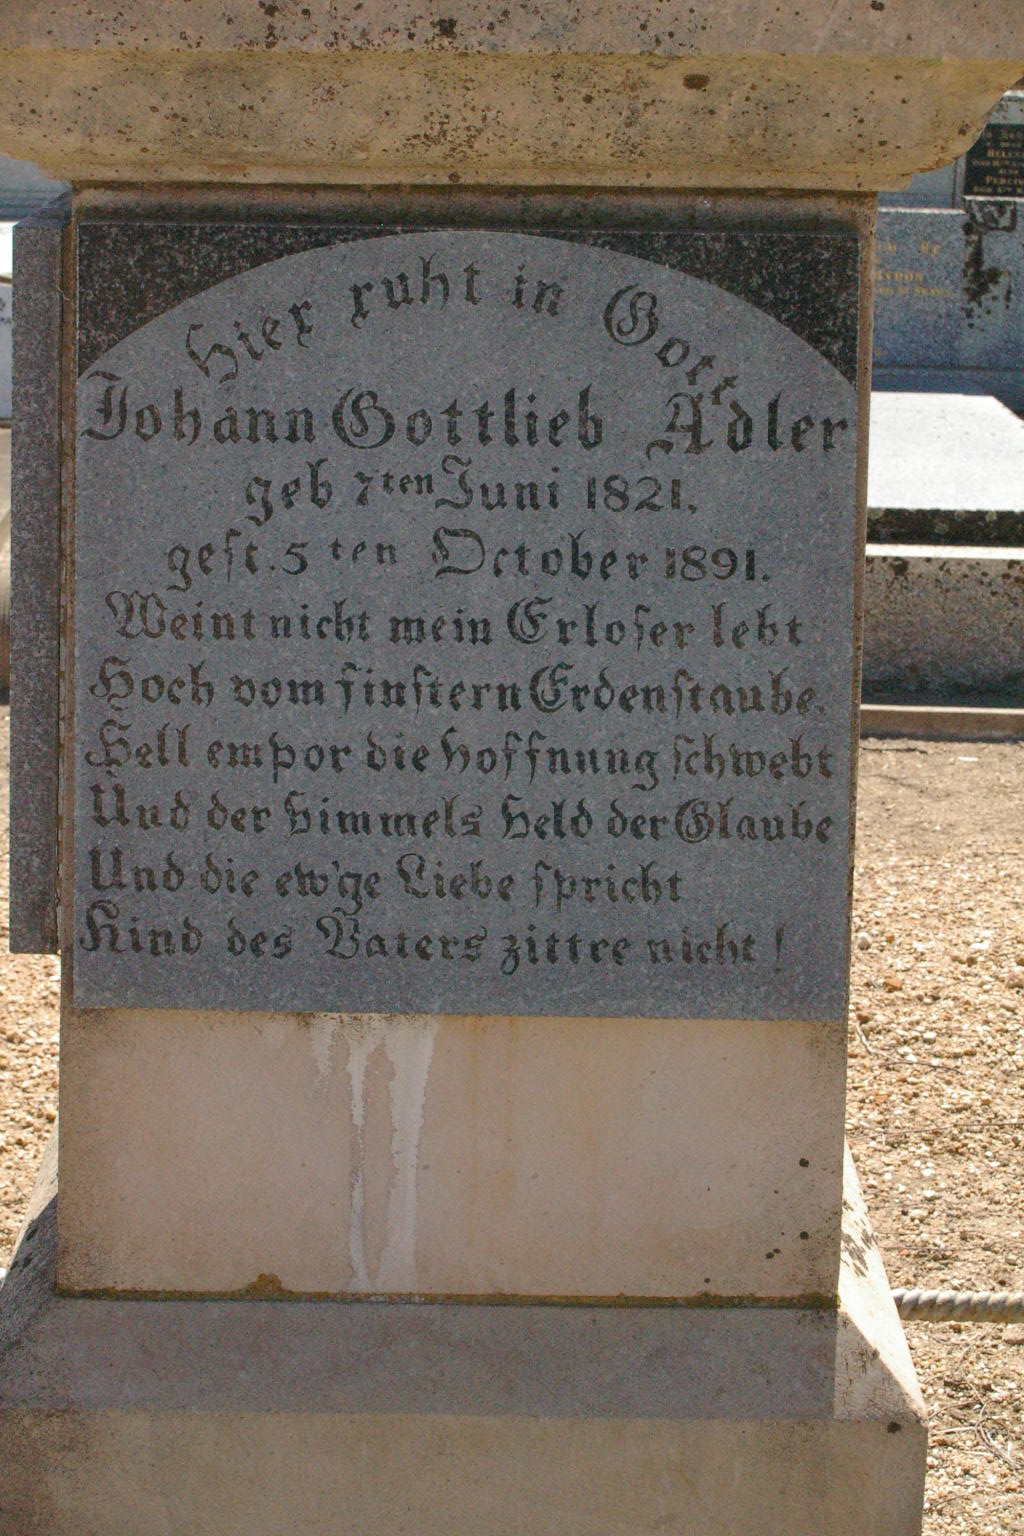 Hier ruht in Gott
Johann Gottlieb Adler
geb 7ten Juni 1821.
gest. 5ten October 1891.
Weint nicht mein Erloser lebt
Hoch vom finstern Erdenstaube.
Hell empor die Hoffnung schwebt
Und der Himmels Held der Glaube
Und die ew'ge Liebe spricht
Kind des Vaters zittre nicht!
HELEN